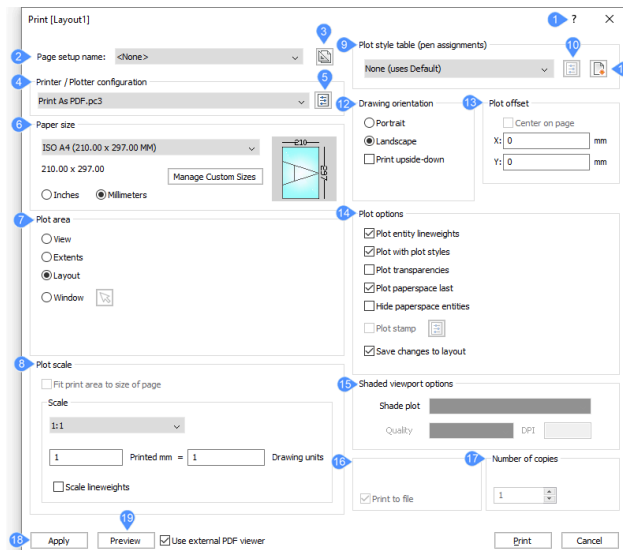 Print [Layout1]
1
?
3
2
Page setup name:
<None>
4
Printer / Plotter configuration
5
Print As PDF.pc3
6
Paper size
ISO A4 (210.00 x 297.00 MM)
210.00 x 297.00
Manage Custom Sizes
Inches
Millimeters
210
297
7
Plot area
View
Extents
Layout
Window
8
Plot scale
Fit print area to size of page
Scale
1:1
1
Printed mm
=
1
Drawing units
Scale lineweights
9
Plot style table (pen assignments)
10
None (uses Default)
12
Drawing orientation
Portrait
Landscape
Print upside-down
13
Plot offset
Center on page
X:
0
mm
Y:
0
mm
14
Plot options
Plot entity lineweights
Plot with plot styles
Plot transparencies
Plot paperspace last
Hide paperspace entities
Plot stamp
Save changes to layout
15
Shaded viewport options
Shade plot
Quality
DPI
16
Print to file
17
Number of copies
1
18
Apply
19
Preview
Use external PDF viewer
Print
Cancel